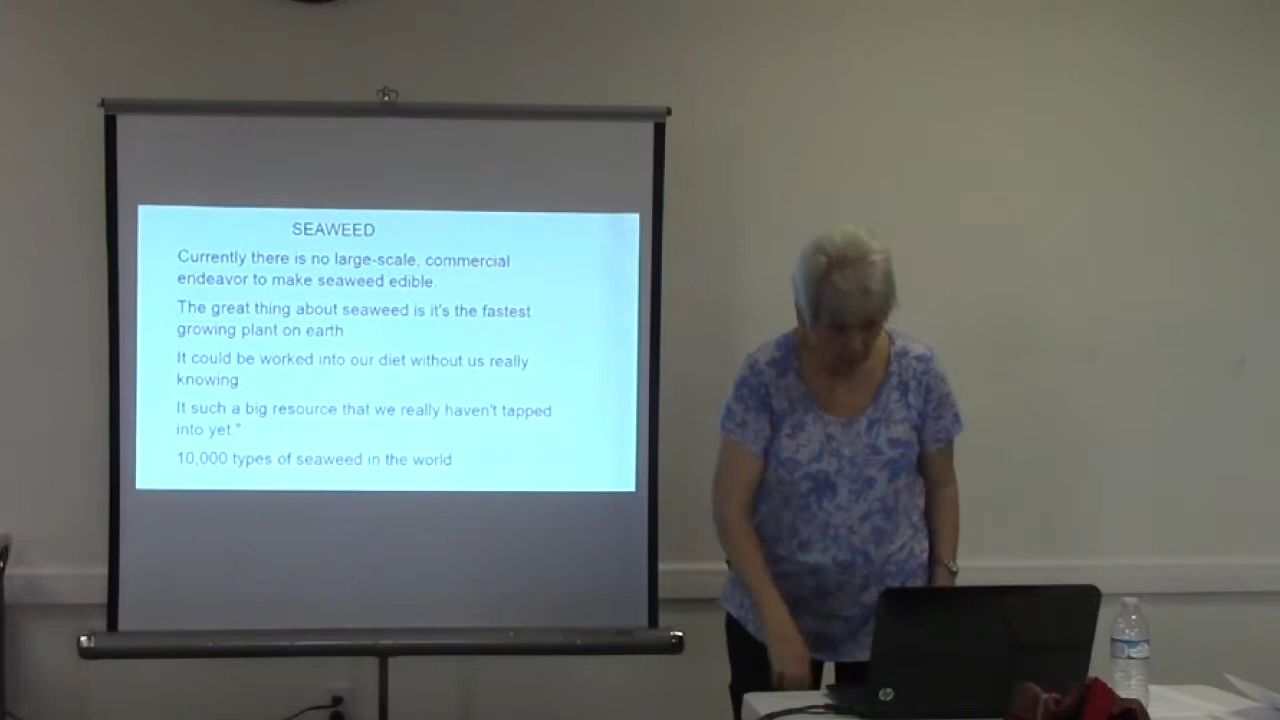 SEAWEED
Currently there is no large-scale, commercial
endeavor to make seaweed edible.
The great thing about seaweed is it's the fastest
growing plant on earth
It could be worked into our diet without us really
knowing
It such a big resource that we really haven't tapped
into yet."
10,000 types of seaweed in the world
hp